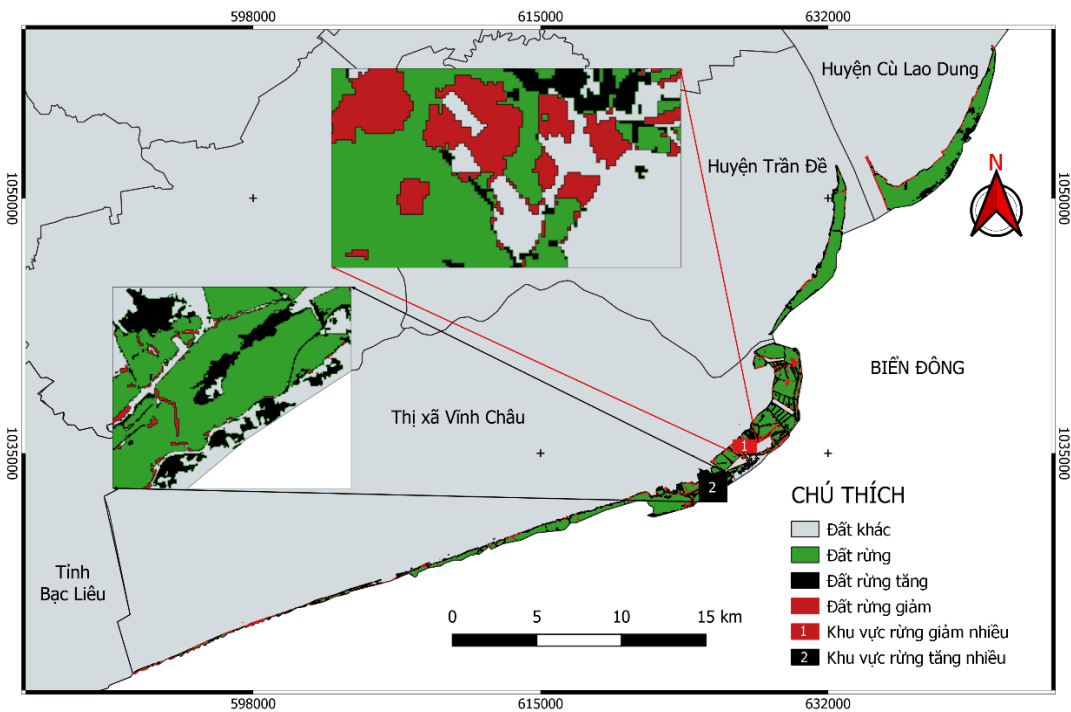 598000
615000
632000
Huyện Cù Lao Dung
Huyện Trần Đề
N
1050000
1050000
BIỂN ĐÔNG
Thị xã Vĩnh Châu
1035000
1035000
1
2
Tỉnh
Bạc Liêu
CHÚ THÍCH
Đất khác
Đất rừng
Đất rừng tăng
Đất rừng giảm
1 Khu vực rừng giảm nhiều
2 Khu vực rừng tăng nhiều
0 5 10 15 km
598000
615000
632000